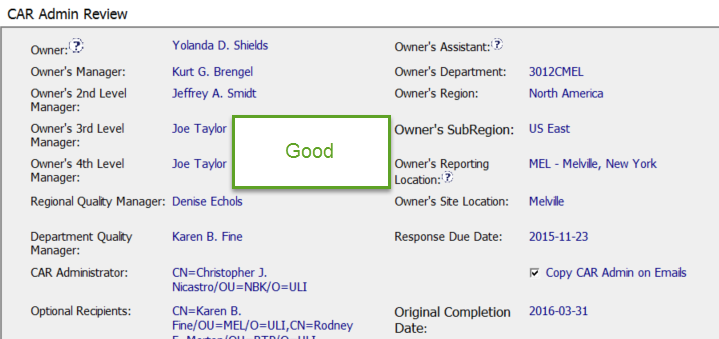 CAR Admin Review
Owner: ? Yolanda D. Shields Owner's Assistant: ?
Owner's Manager: Kurt G. Brengel Owner's Department: 3012CMEL
Owner's 2nd Level Manager: Jeffrey A. Smidt Owner's Region: North America
Owner's 3rd Level Manager: Joe Taylor Owner's SubRegion: US East
Good
Owner's 4th Level Manager: Joe Taylor Owner's Reporting Location: ? MEL - Melville, New York
Regional Quality Manager: Denise Echols Owner's Site Location: Melville
Department Quality Manager: Karen B. Fine Response Due Date: 2015-11-23
CAR Administrator: CN=Christopher J. Nicastro/OU=NBK/O=ULI Copy CAR Admin on Emails
Optional Recipients: CN=Karen B. Fine/OU=MEL/O=ULI,CN=Rodney Original Completion Date: 2016-03-31